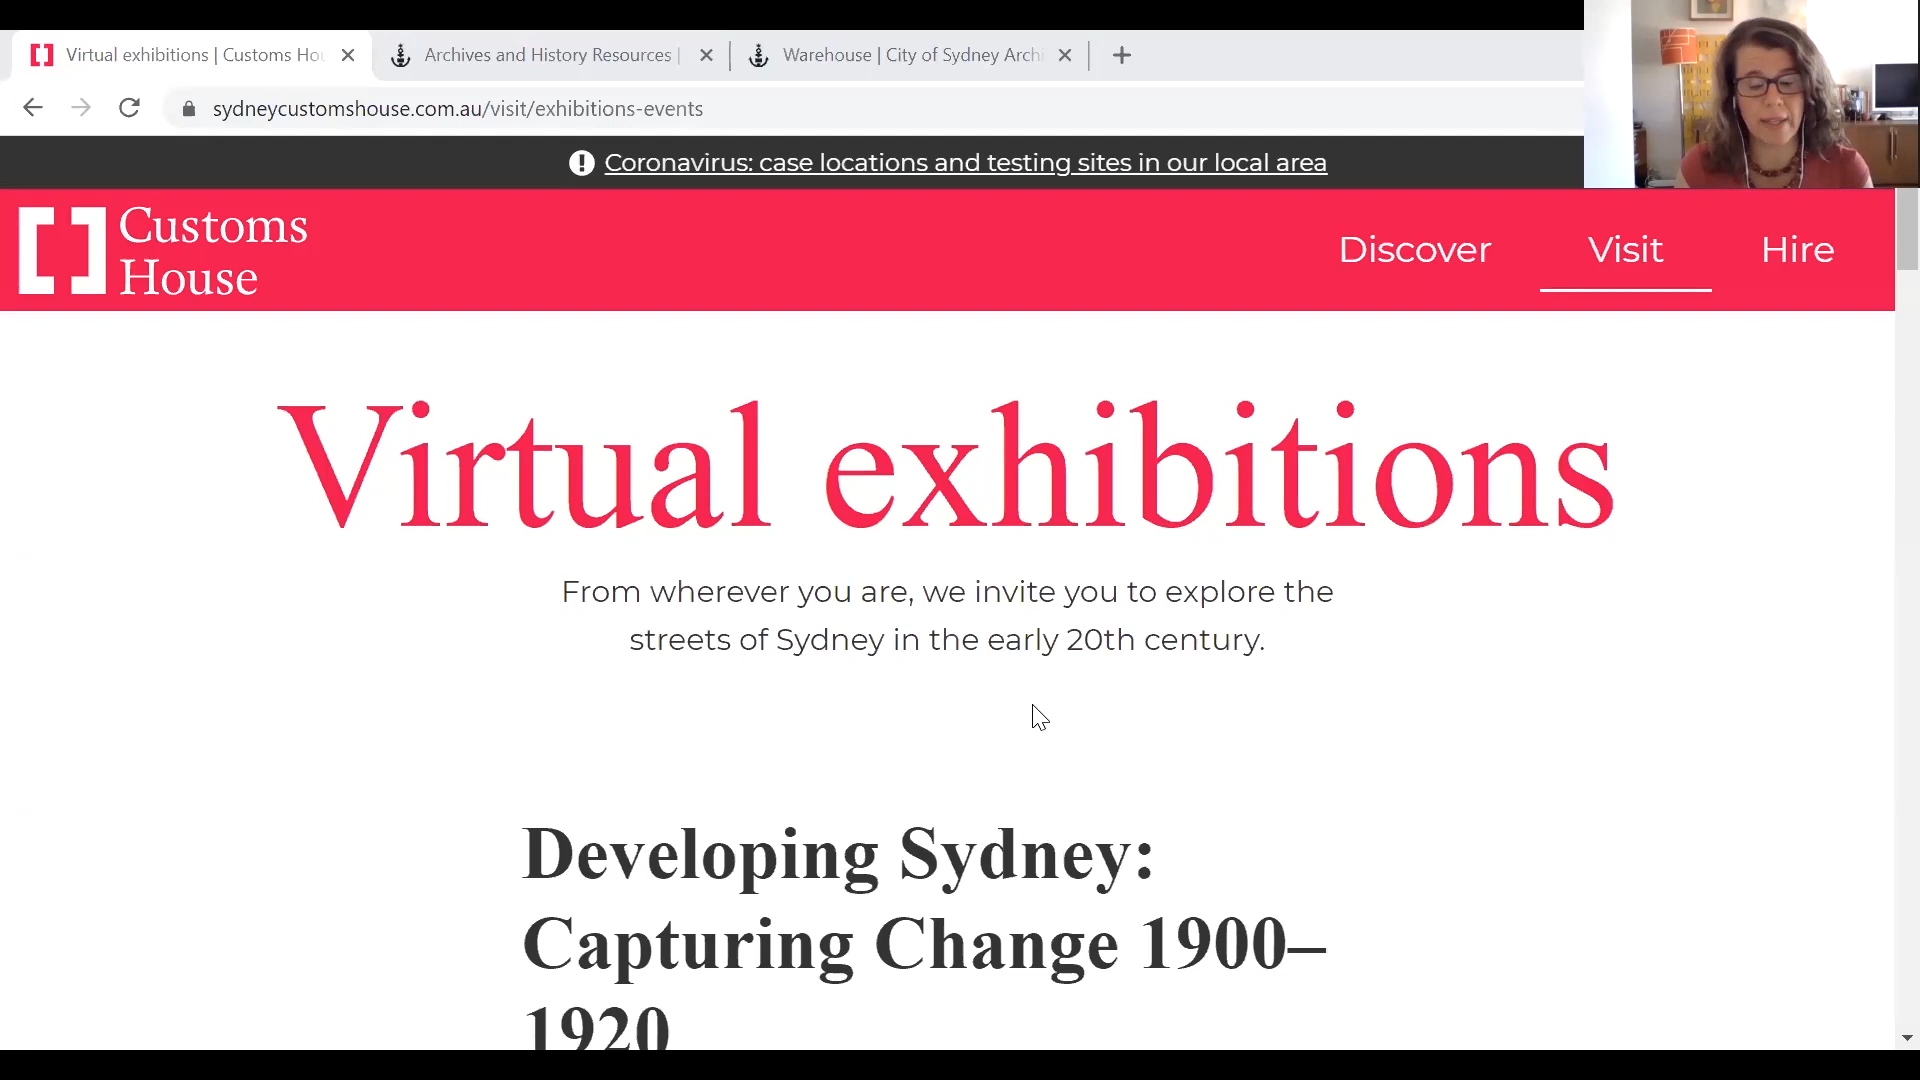 Virtual exhibitions | Customs Hou
Archives and History Resources |
Warehouse | City of Sydney Archi
sydneycustomshouse.com.au/visit/exhibitions-events
Coronavirus: case locations and testing sites in our local area
Customs
House
Discover
Visit
Hire
Virtual exhibitions
From wherever you are, we invite you to explore the
streets of Sydney in the early 20th century.
Developing Sydney:
Capturing Change 1900–
1920